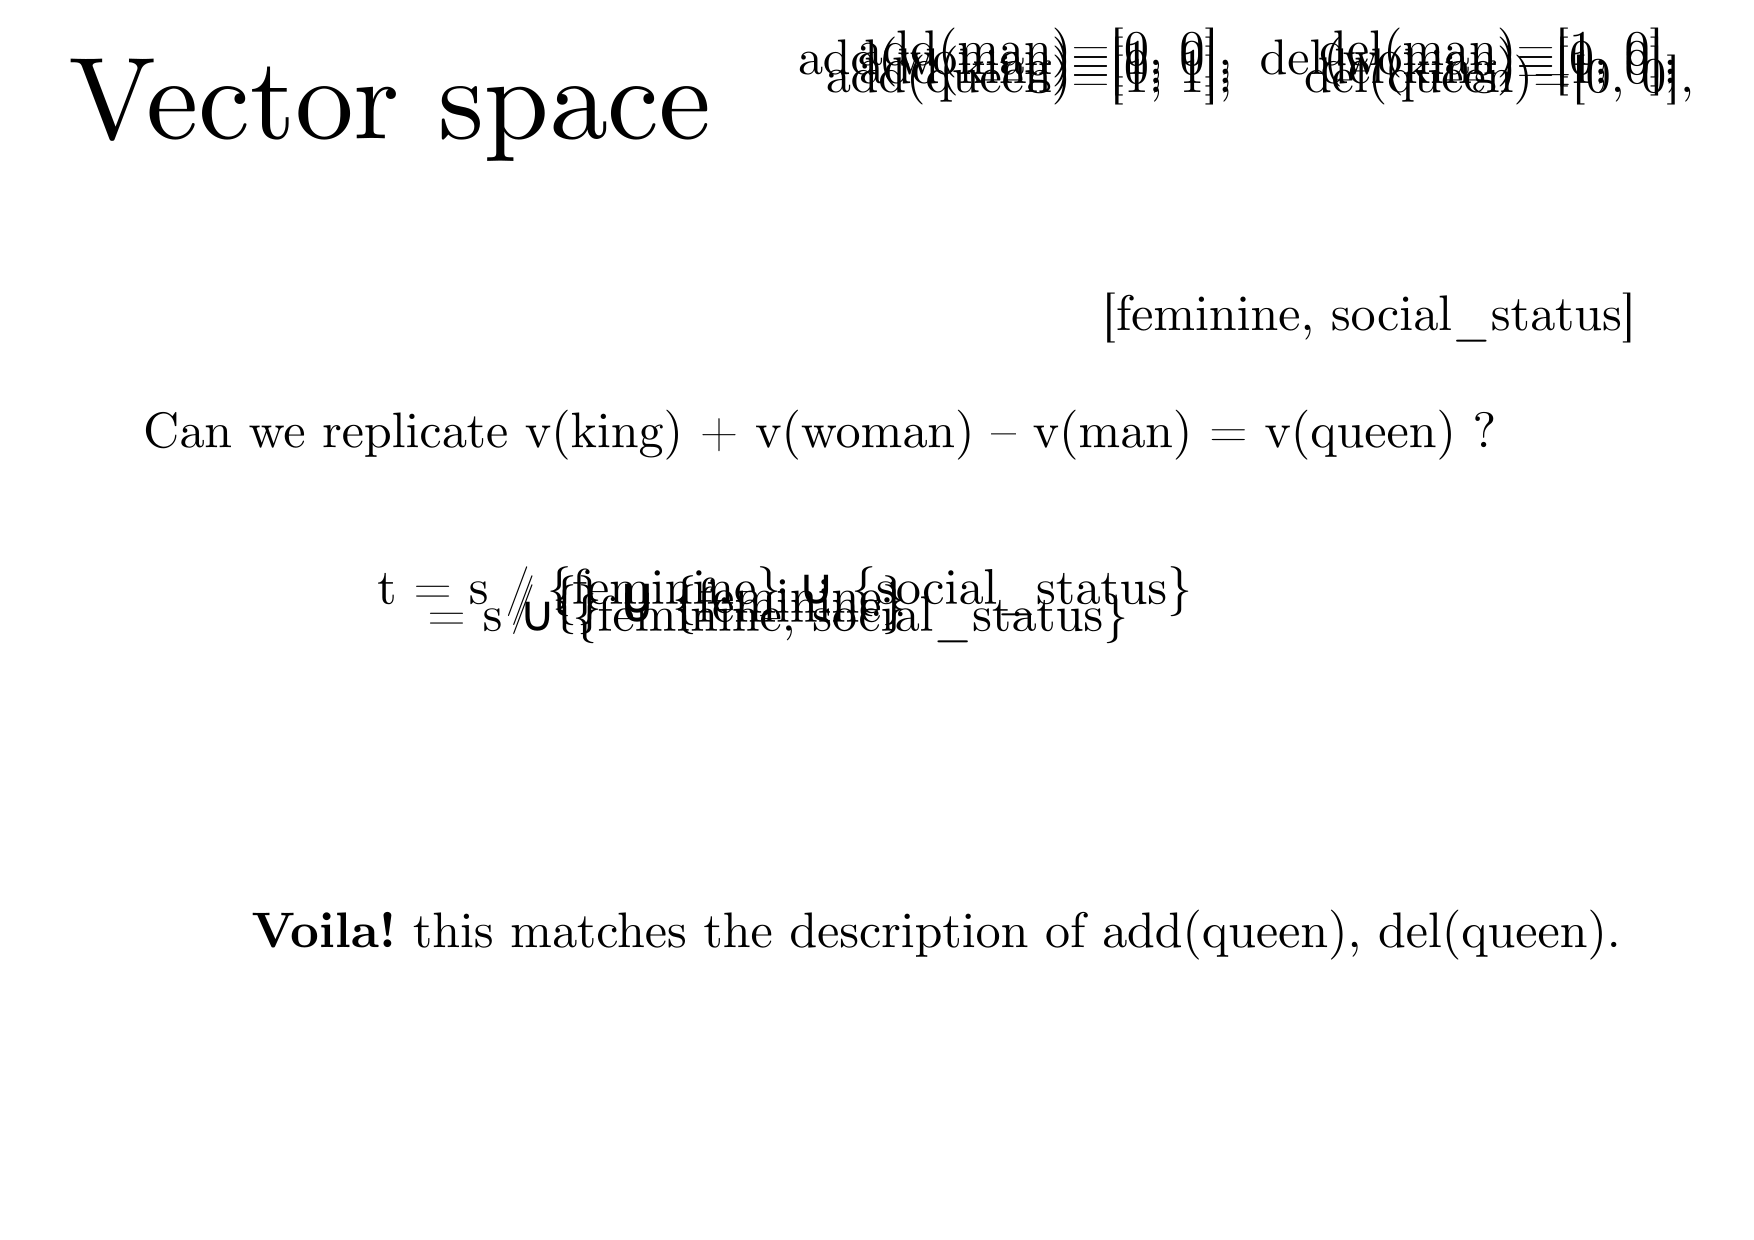 Vector space
add(man)=[0, 0], del(man)=[1, 0],
add(woman)=[1, 0], del(woman)=[0, 0],
add(king)=[0, 1], del(king)=[1, 0],
add(queen)=[1, 1], del(queen)=[0, 0],
[feminine, social_status]
Can we replicate v(king) + v(woman) – v(man) = v(queen) ?
t = s / {feminine} ∪ {social_status}
= s ∪ {feminine, social_status}
Voila! this matches the description of add(queen), del(queen).